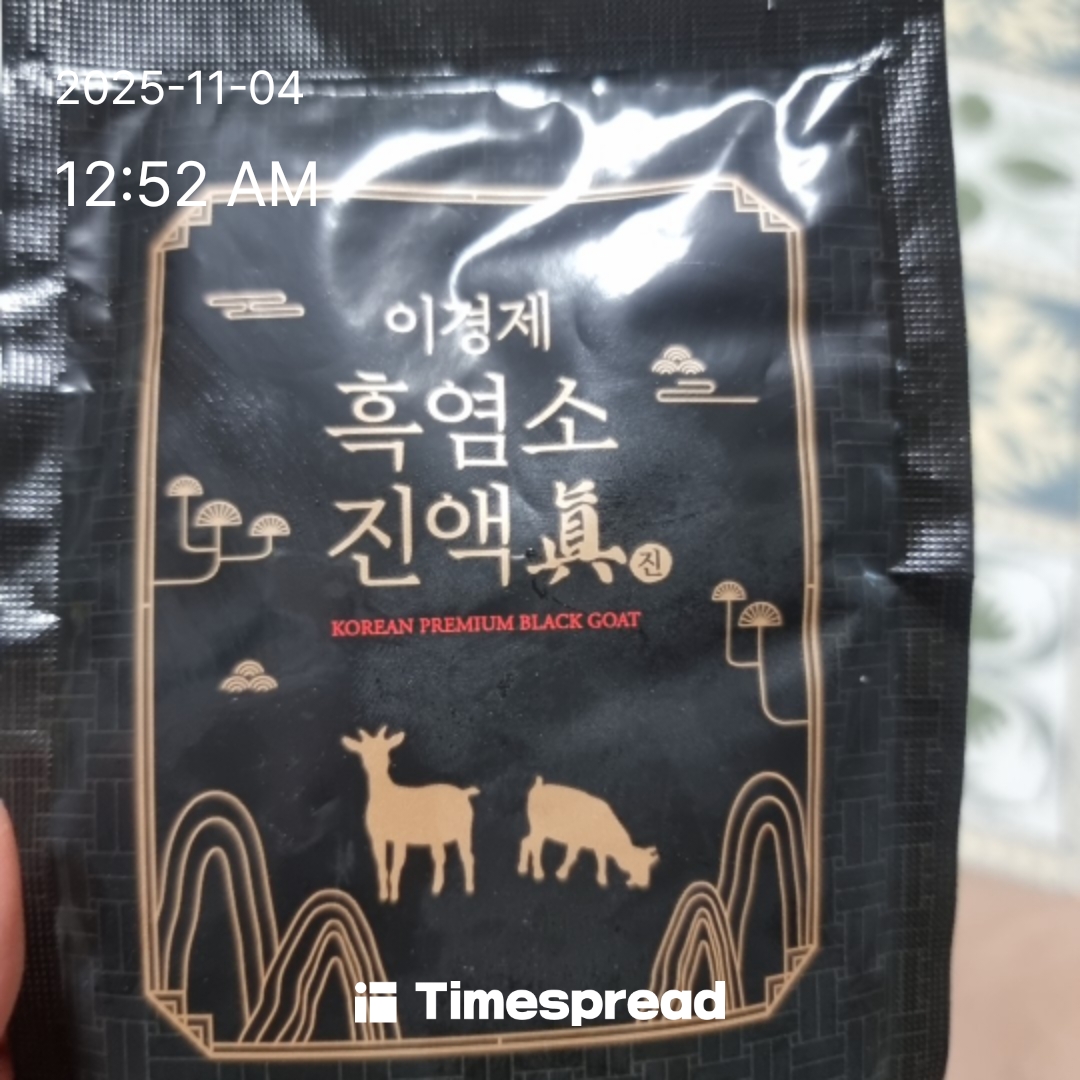 2025-11-04
12:52 AM
이경제
흑염소
진액 眞 진
KOREAN PREMIUM BLACK GOAT
Timespread